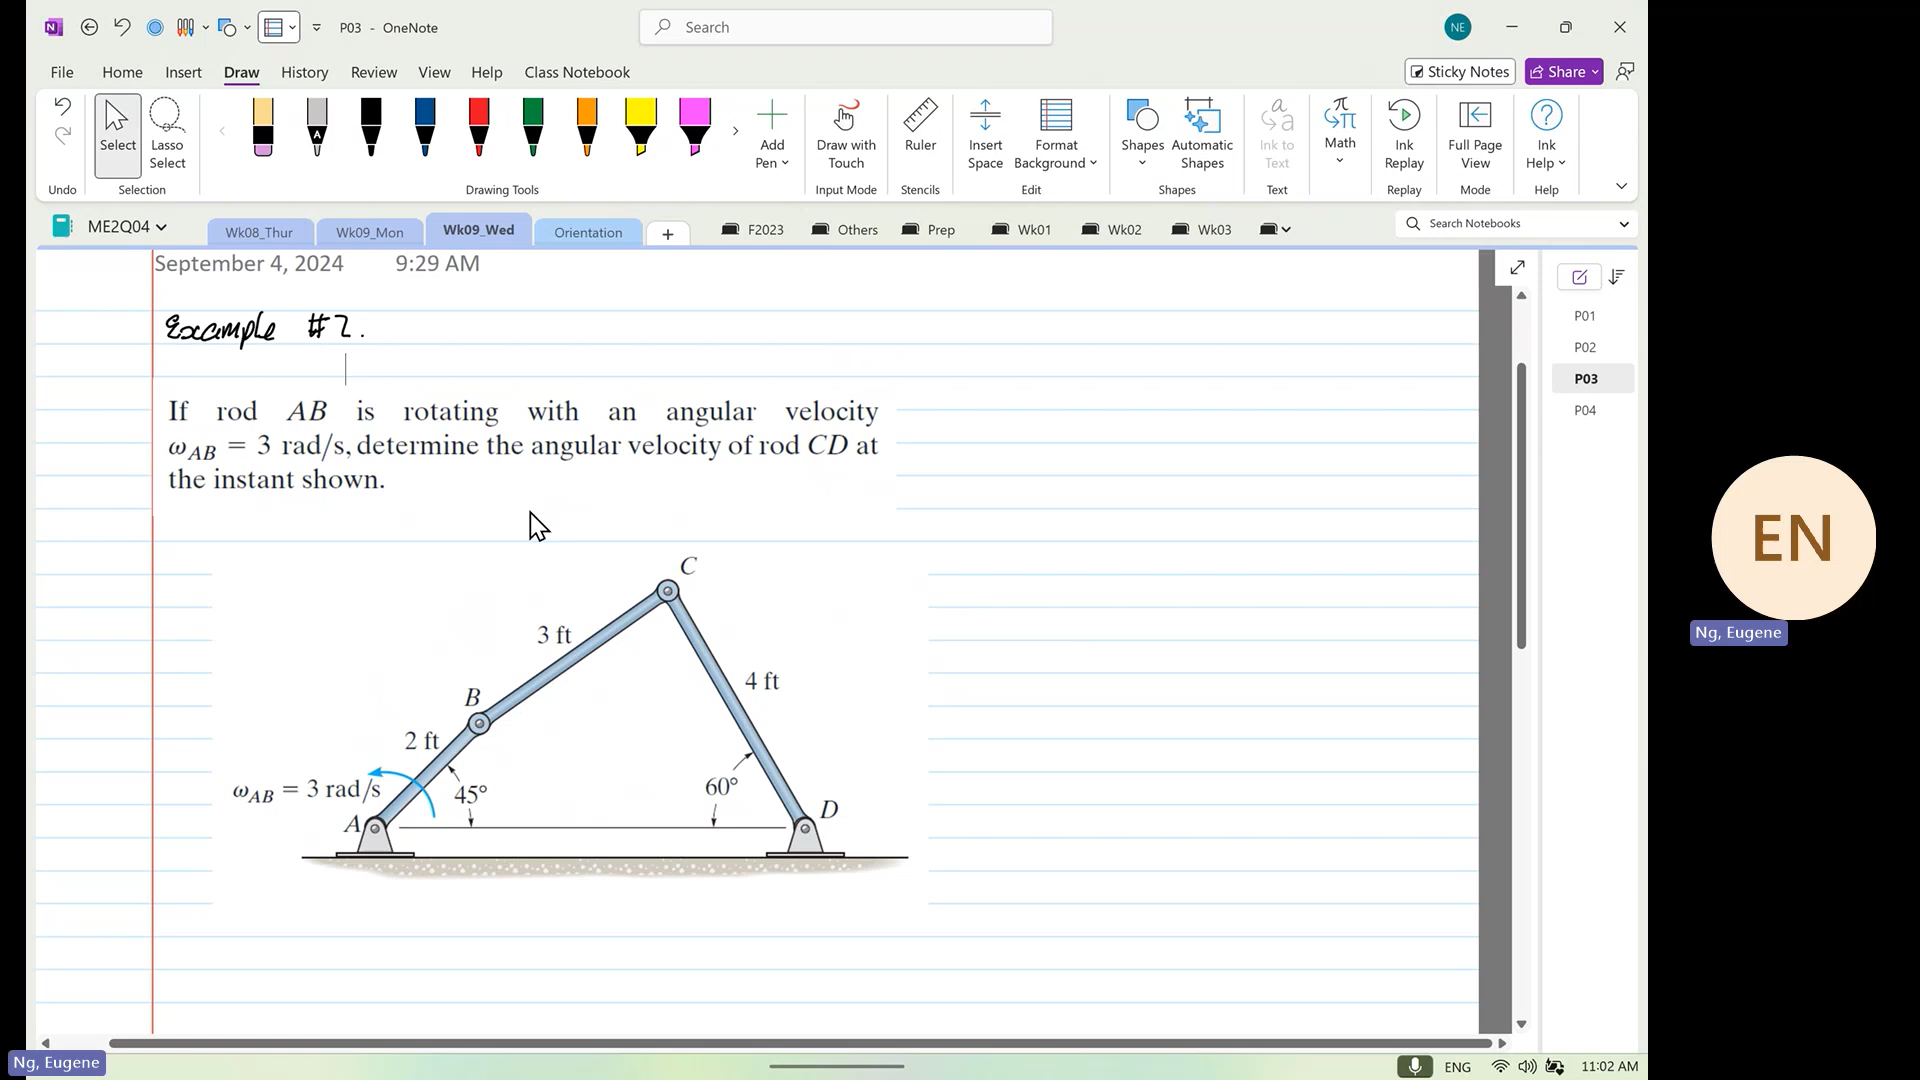 P03 - OneNote
Search
NE
File Home Insert Draw History Review View Help Class Notebook
Sticky Notes
Share
Select
Lasso Select
A
Add Pen
Draw with Touch
Ruler
Insert Space
Format Background
Shapes
Automatic Shapes
Ink to Text
Math
Ink Replay
Full Page View
Ink Help
Undo
Selection
Drawing Tools
Input Mode
Stencils
Edit
Shapes
Text
Replay
Mode
Help
ME2Q04
Wk08_Thur
Wk09_Mon
Wk09_Wed
Orientation
F2023
Others
Prep
Wk01
Wk02
Wk03
Search Notebooks
September 4, 2024 9:29 AM
P01
P02
P03
P04
Example #2.
If rod AB is rotating with an angular velocity
ω_AB = 3 rad/s, determine the angular velocity of rod CD at
the instant shown.
C
3 ft
4 ft
B
2 ft
ω_AB = 3 rad/s
45°
60°
A
D
EN
Ng, Eugene
Ng, Eugene
ENG
11:02 AM